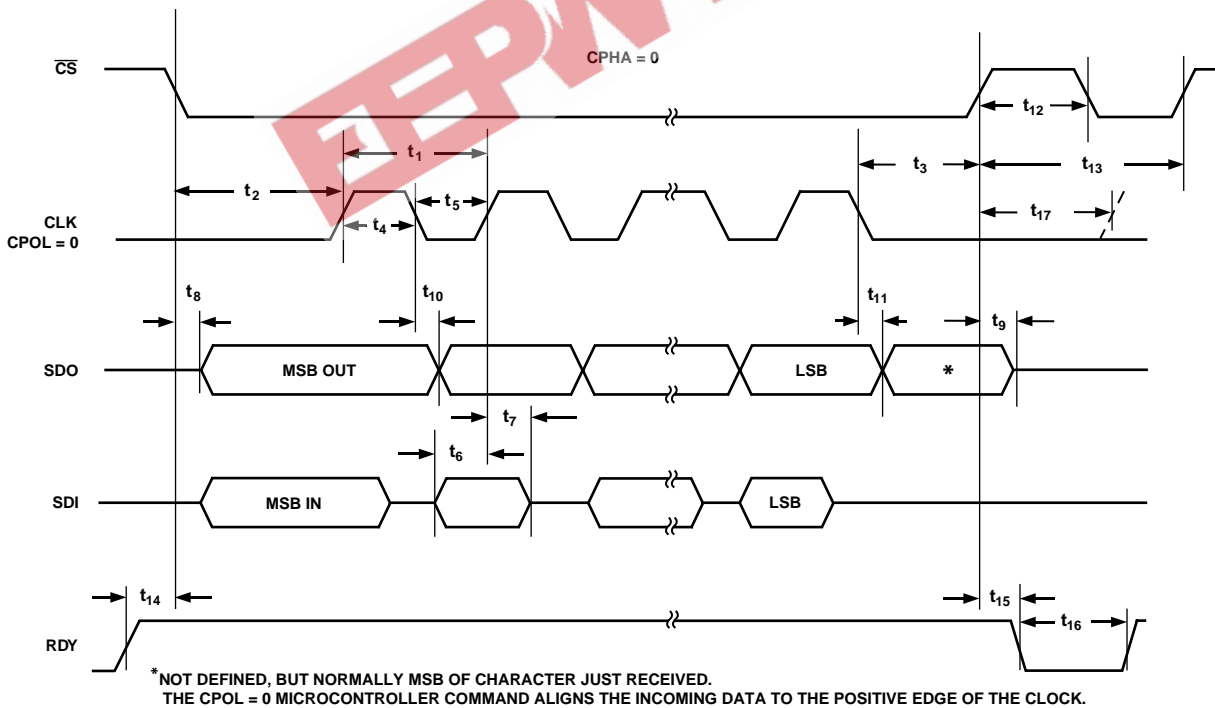 CPHA = 0
CS
t12
t1
t3
t13
t2
t5
t17
CLK
CPOL = 0
t4
t8
t10
t11
t9
SDO
MSB OUT
LSB
*
t7
t6
SDI
MSB IN
LSB
t14
t15
t16
RDY
*NOT DEFINED, BUT NORMALLY MSB OF CHARACTER JUST RECEIVED.
THE CPOL = 0 MICROCONTROLLER COMMAND ALIGNS THE INCOMING DATA TO THE POSITIVE EDGE OF THE CLOCK.